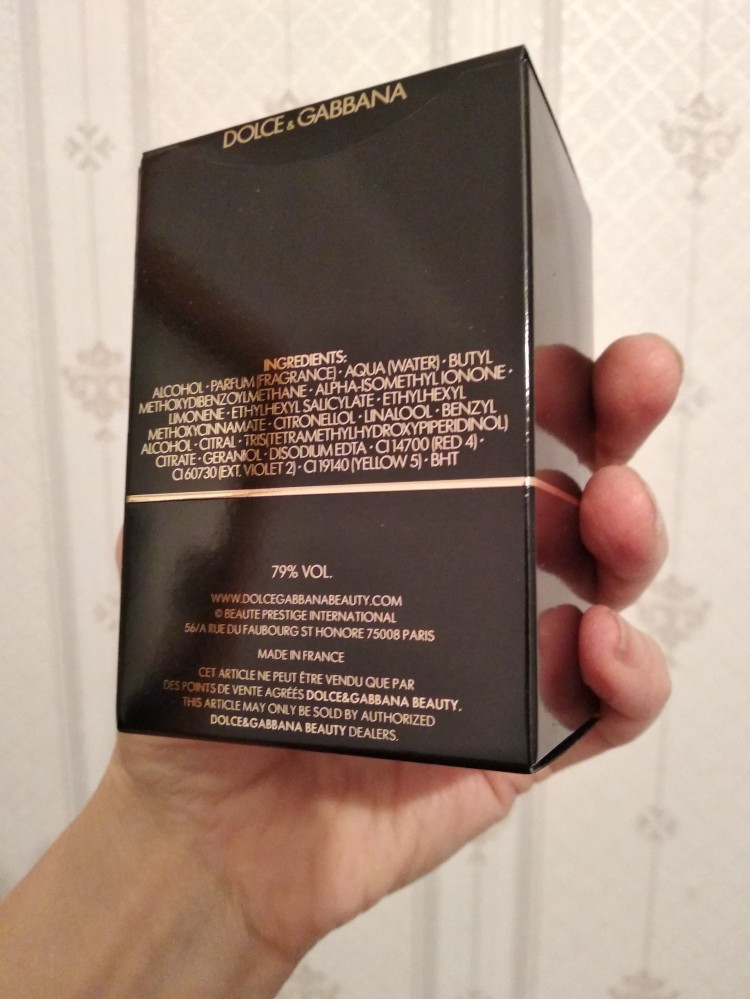 DOLCE & GABBANA
INGREDIENTS:
ALCOHOL · PARFUM (FRAGRANCE) · AQUA (WATER) · BUTYL
METHOXYDIBENZOYLMETHANE · ALPHA-ISOMETHYL IONONE ·
LIMONENE · ETHYLHEXYL SALICYLATE · ETHYLHEXYL
METHOXYCINNAMATE · CITRONELLOL · LINALOOL · BENZYL
ALCOHOL · CITRAL · TRIS(TETRAMETHYLHYDROXYPIPERIDINOL)
CITRATE · GERANIOL · DISODIUM EDTA · CI 14700 (RED 4) ·
CI 60730 (EXT. VIOLET 2) · CI 19140 (YELLOW 5) · BHT
79% VOL.
WWW.DOLCEGABBANABEAUTY.COM
© BEAUTE PRESTIGE INTERNATIONAL
56/A RUE DU FAUBOURG ST HONORE 75008 PARIS
MADE IN FRANCE
CET ARTICLE NE PEUT ÊTRE VENDU QUE PAR
DES POINTS DE VENTE AGRÉÉS DOLCE&GABBANA BEAUTY.
THIS ARTICLE MAY ONLY BE SOLD BY AUTHORIZED
DOLCE&GABBANA BEAUTY DEALERS.